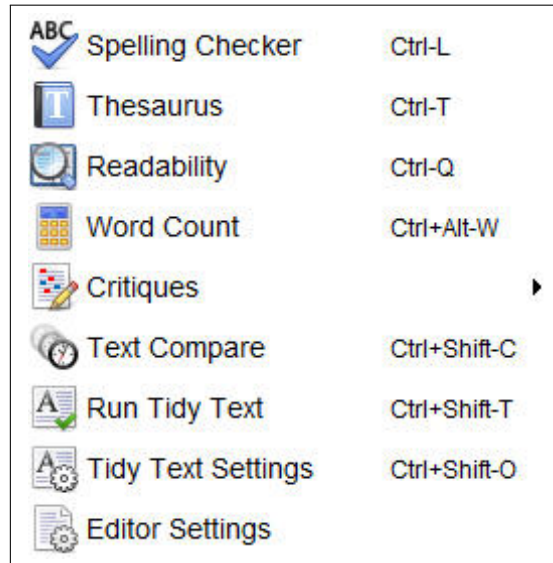 ABC Spelling Checker Ctrl-L
T Thesaurus Ctrl-T
Readability Ctrl-Q
Word Count Ctrl+Alt-W
Critiques
Text Compare Ctrl+Shift-C
A Run Tidy Text Ctrl+Shift-T
A Tidy Text Settings Ctrl+Shift-O
Editor Settings